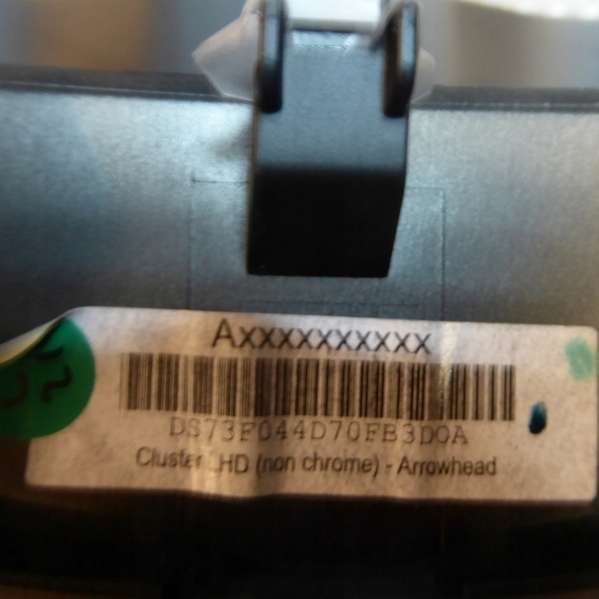 Axxxxxxxxxx
DS73F044D70FB3D0A
Cluster LHD (non chrome) - Arrowhead